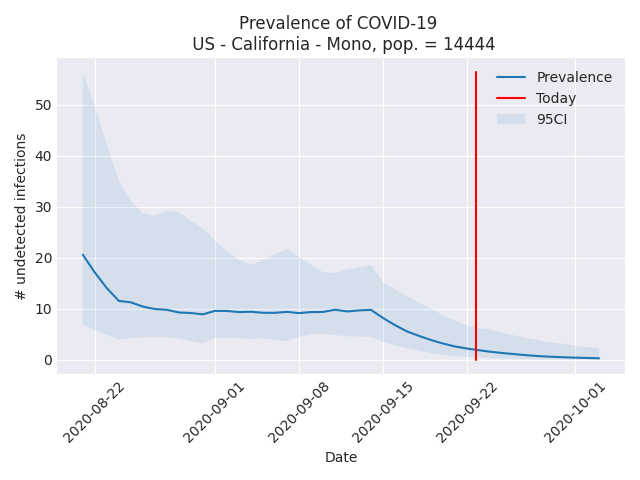 Prevalence of COVID-19
US - California - Mono, pop. = 14444
# undetected infections
50
40
30
20
10
0
Prevalence
Today
95CI
2020-08-22
2020-09-01
2020-09-08
2020-09-15
2020-09-22
2020-10-01
Date